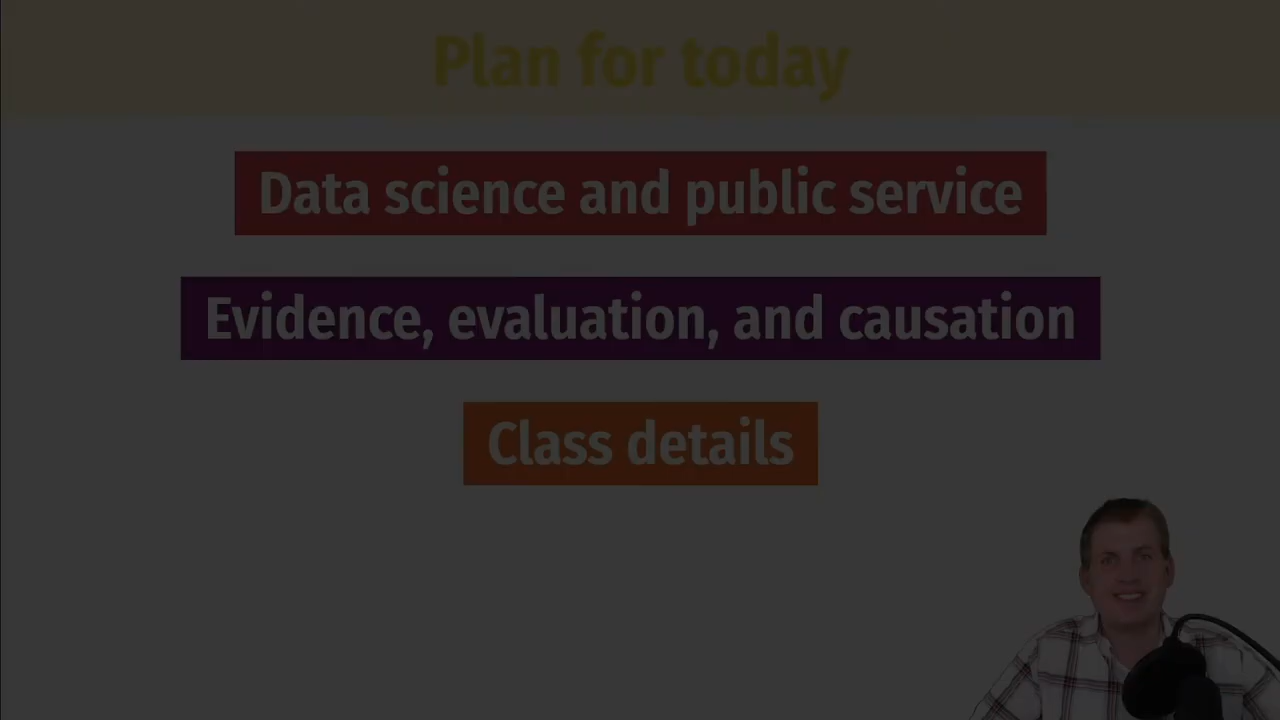 Plan for today
Data science and public service
Evidence, evaluation, and causation
Class details